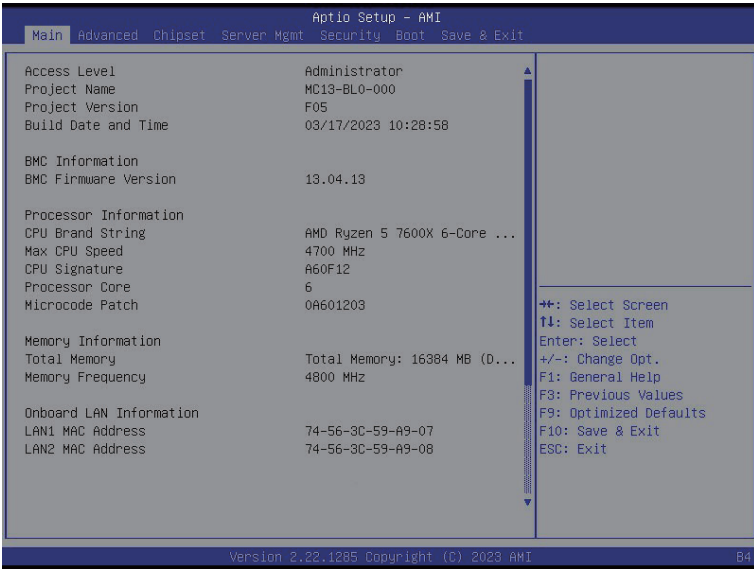 Aptio Setup - AMI
Main Advanced Chipset Server Mgmt Security Boot Save & Exit
Access Level Administrator
Project Name MC13-BL0-000
Project Version F05
Build Date and Time 03/17/2023 10:28:58
BMC Information
BMC Firmware Version 13.04.13
Processor Information
CPU Brand String AMD Ryzen 5 7600X 6-Core ...
Max CPU Speed 4700 MHz
CPU Signature A60F12
Processor Core 6
Microcode Patch 0A601203
Memory Information
Total Memory Total Memory: 16384 MB (D...
Memory Frequency 4800 MHz
Onboard LAN Information
LAN1 MAC Address 74-56-3C-59-A9-07
LAN2 MAC Address 74-56-3C-59-A9-08
→←: Select Screen
↑↓: Select Item
Enter: Select
+/-: Change Opt.
F1: General Help
F3: Previous Values
F9: Optimized Defaults
F10: Save & Exit
ESC: Exit
Version 2.22.1285 Copyright (C) 2023 AMI
B4